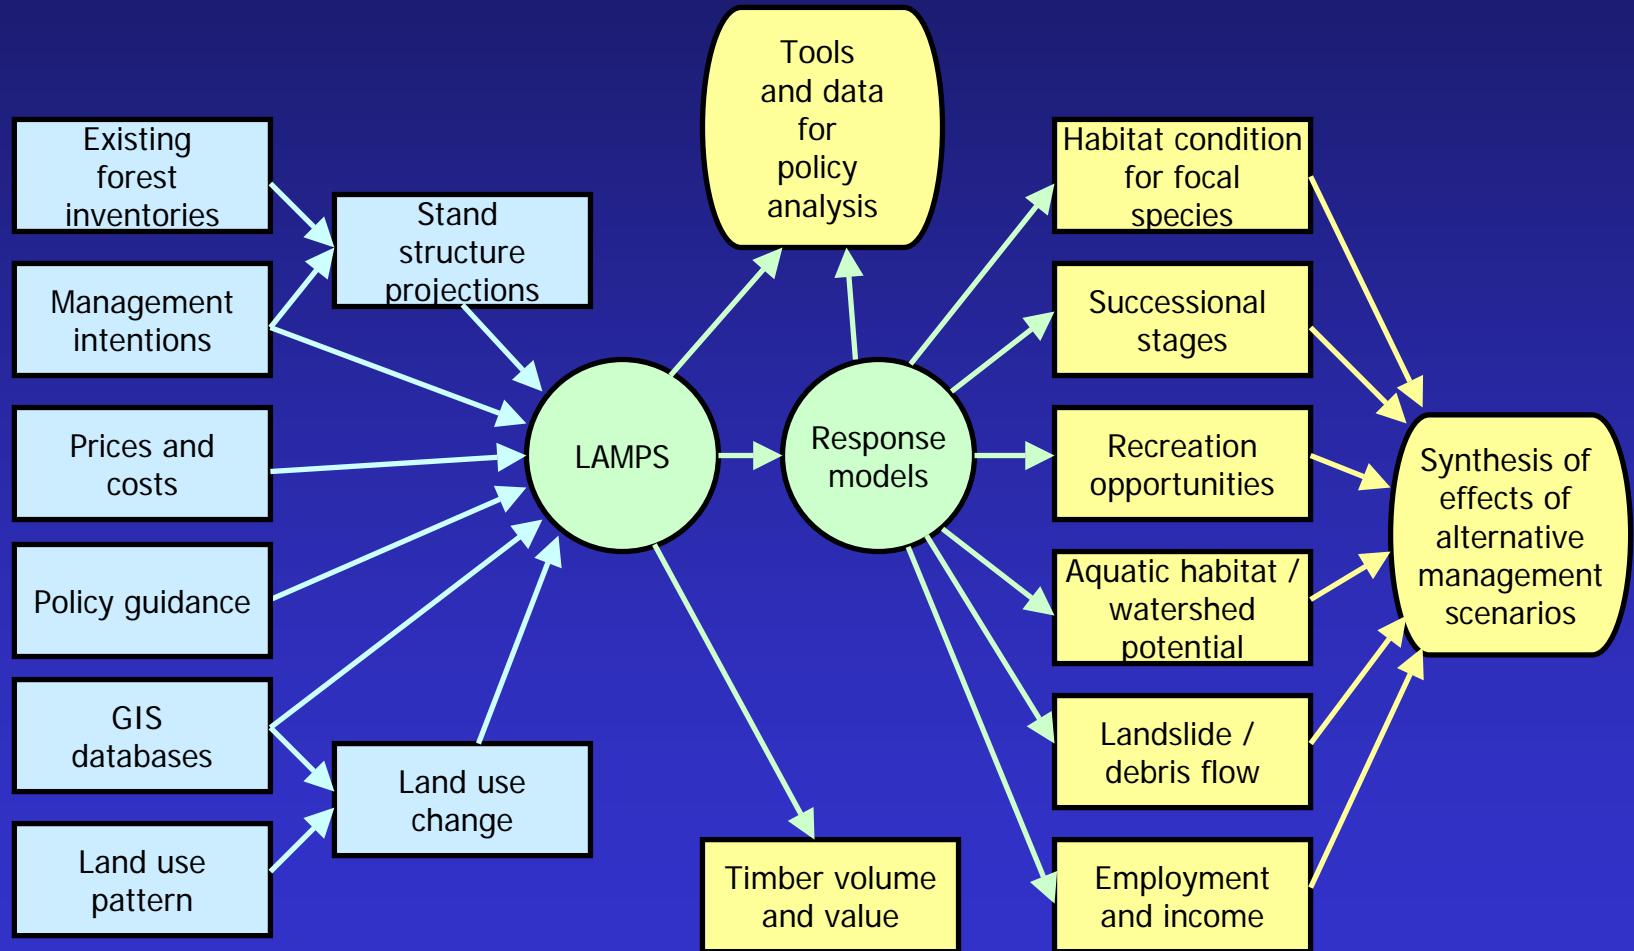 Existing
forest
inventories
Management
intentions
Prices and
costs
Policy guidance
GIS
databases
Land use
pattern
Stand
structure
projections
Land use
change
LAMPS
Tools
and data
for
policy
analysis
Response
models
Timber volume
and value
Habitat condition
for focal
species
Successional
stages
Recreation
opportunities
Aquatic habitat /
watershed
potential
Landslide /
debris flow
Employment
and income
Synthesis of
effects of
alternative
management
scenarios